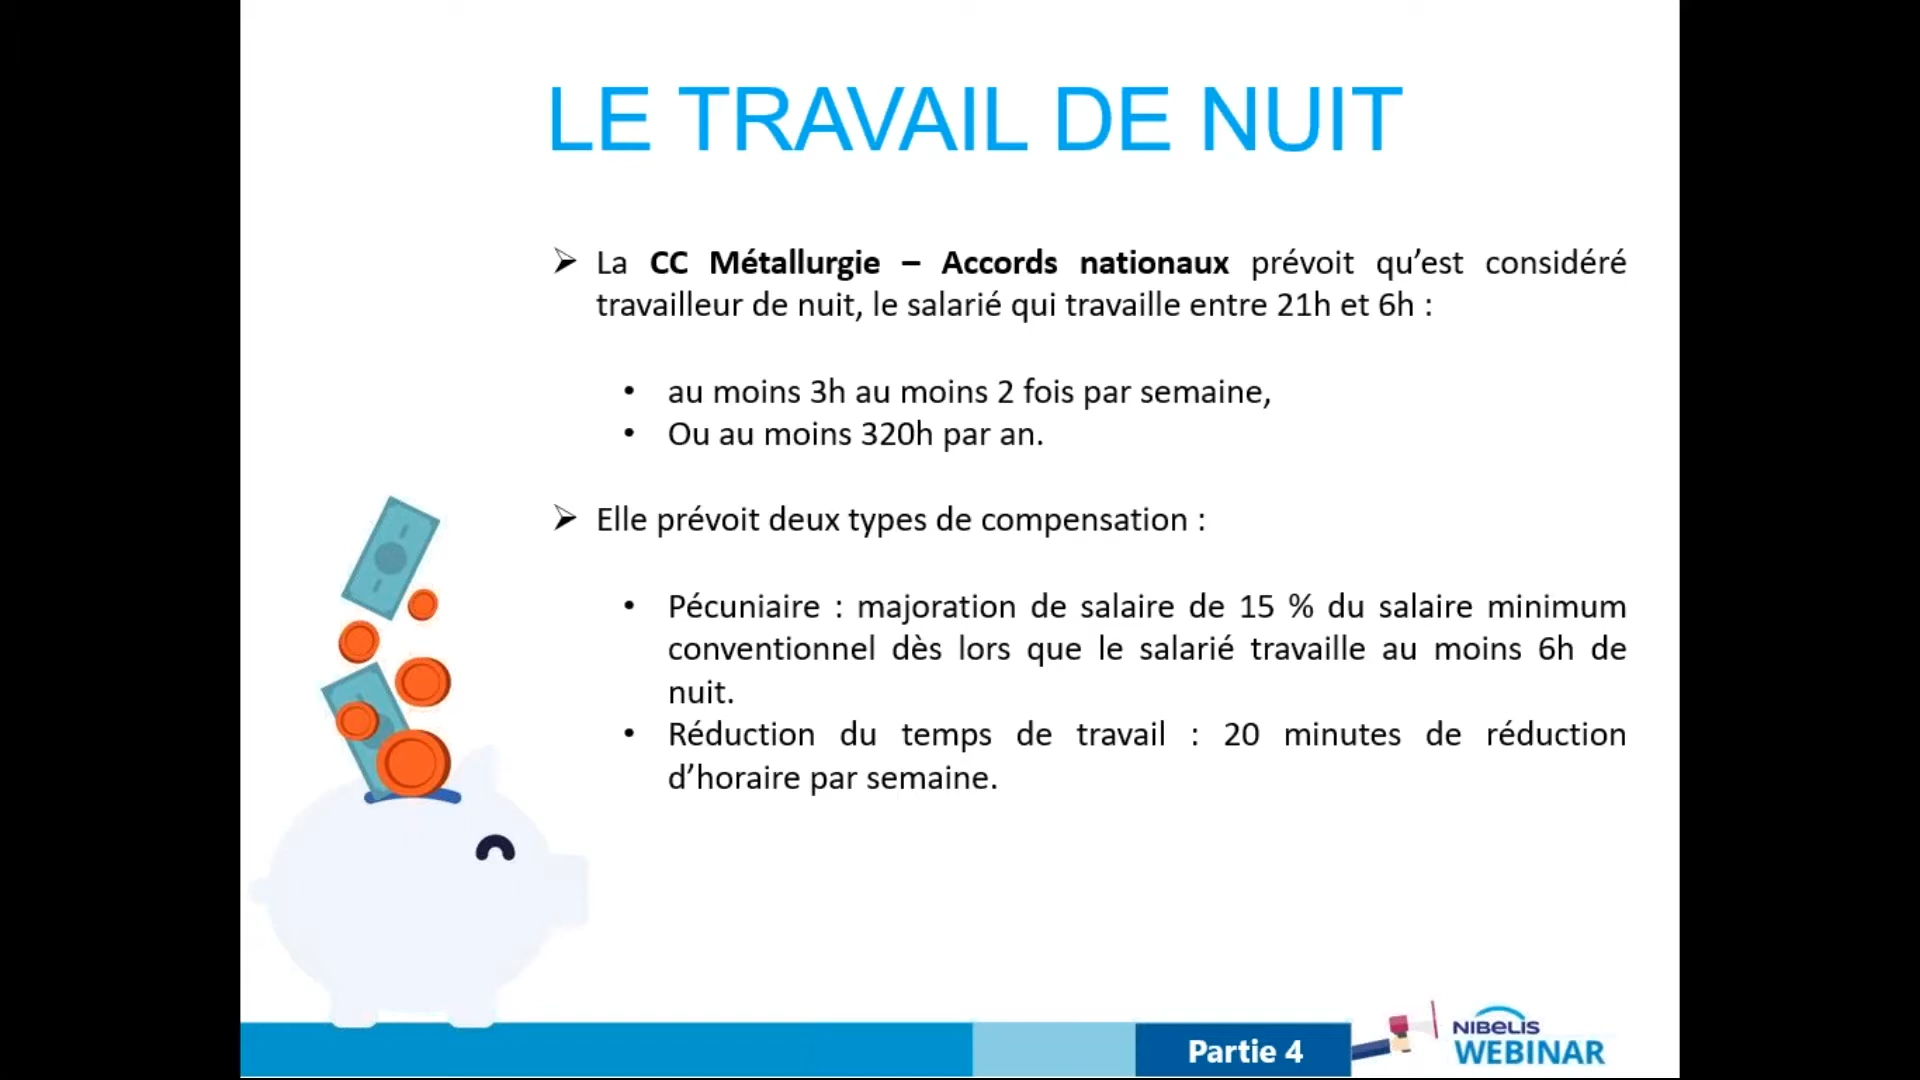 LE TRAVAIL DE NUIT
➢ La CC Métallurgie – Accords nationaux prévoit qu’est considéré
travailleur de nuit, le salarié qui travaille entre 21h et 6h :
• au moins 3h au moins 2 fois par semaine,
• Ou au moins 320h par an.
➢ Elle prévoit deux types de compensation :
• Pécuniaire : majoration de salaire de 15 % du salaire minimum
conventionnel dès lors que le salarié travaille au moins 6h de
nuit.
• Réduction du temps de travail : 20 minutes de réduction
d’horaire par semaine.
Partie 4
NIBELIS
WEBINAR